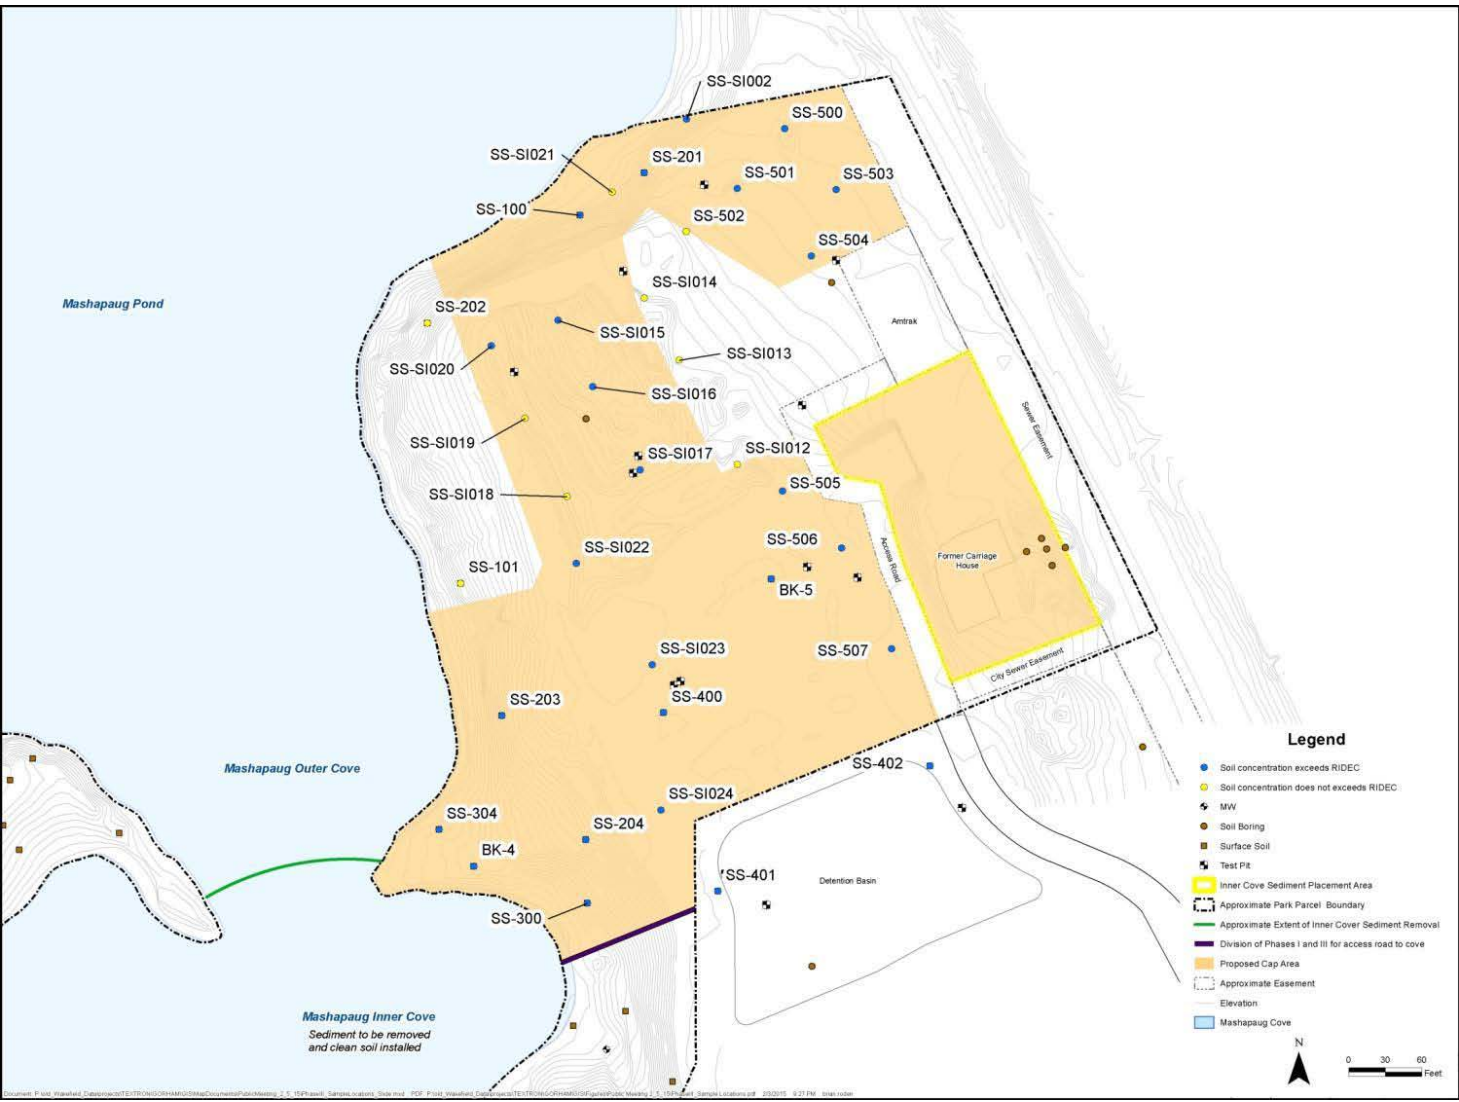 SS-SI002
SS-500
SS-SI021
SS-201
SS-501
SS-503
SS-100
SS-502
SS-504
SS-SI014
Mashapaug Pond
SS-202
Amtrak
SS-SI015
SS-SI013
SS-SI020
SS-SI016
Sewer Easement
SS-SI019
SS-SI017
SS-SI012
SS-SI018
SS-505
SS-506
SS-SI022
Access Road
Former Carriage
House
SS-101
BK-5
SS-SI023
SS-507
City Sewer Easement
SS-203
SS-400
Mashapaug Outer Cove
SS-402
SS-SI024
SS-304
SS-204
BK-4
SS-401
Detention Basin
SS-300
Mashapaug Inner Cove
Sediment to be removed
and clean soil installed
Legend
Soil concentration exceeds RIDEC
Soil concentration does not exceeds RIDEC
MW
Soil Boring
Surface Soil
Test Pit
Inner Cove Sediment Placement Area
Approximate Park Parcel Boundary
Approximate Extent of Inner Cover Sediment Removal
Division of Phases I and III for access road to cove
Proposed Cap Area
Approximate Easement
Elevation
Mashapaug Cove
N
0 30 60
Feet